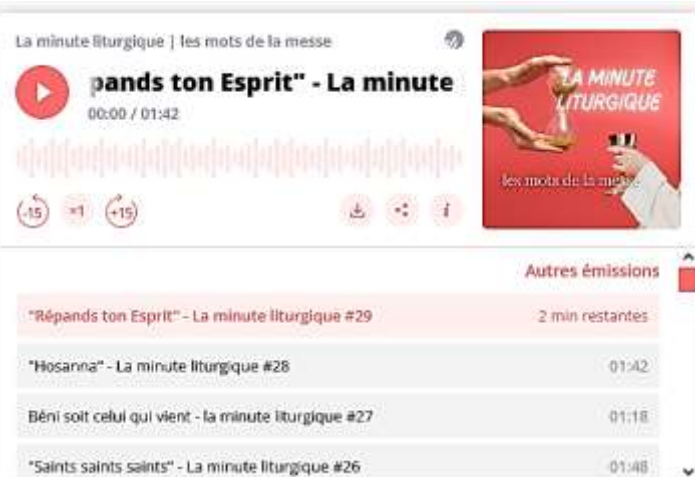 La minute liturgique | les mots de la messe
pands ton Esprit" - La minute
00:00 / 01:42
LA MINUTE
LITURGIQUE
les mots de la messe
-15 ×1 +15 i
Autres émissions
"Répands ton Esprit" - La minute liturgique #29 2 min restantes
"Hosanna" - La minute liturgique #28 01:42
Béni soit celui qui vient - la minute liturgique #27 01:18
"Saints saints saints" - La minute liturgique #26 01:48